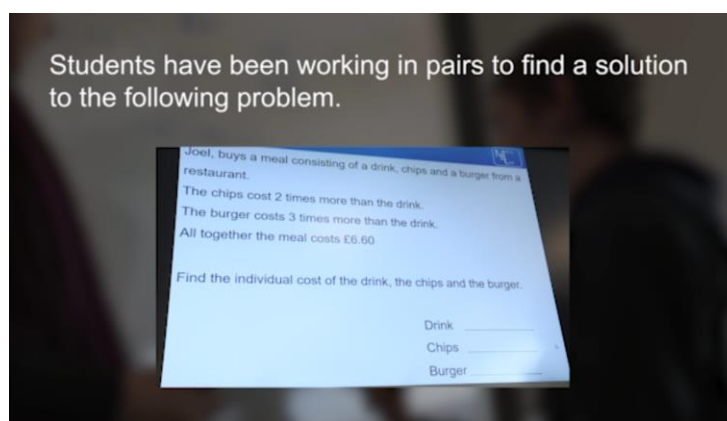 Students have been working in pairs to find a solution
to the following problem.
Joel, buys a meal consisting of a drink, chips and a burger from a
restaurant.
The chips cost 2 times more than the drink.
The burger costs 3 times more than the drink.
All together the meal costs £6.60
Find the individual cost of the drink, the chips and the burger.
Drink
Chips
Burger